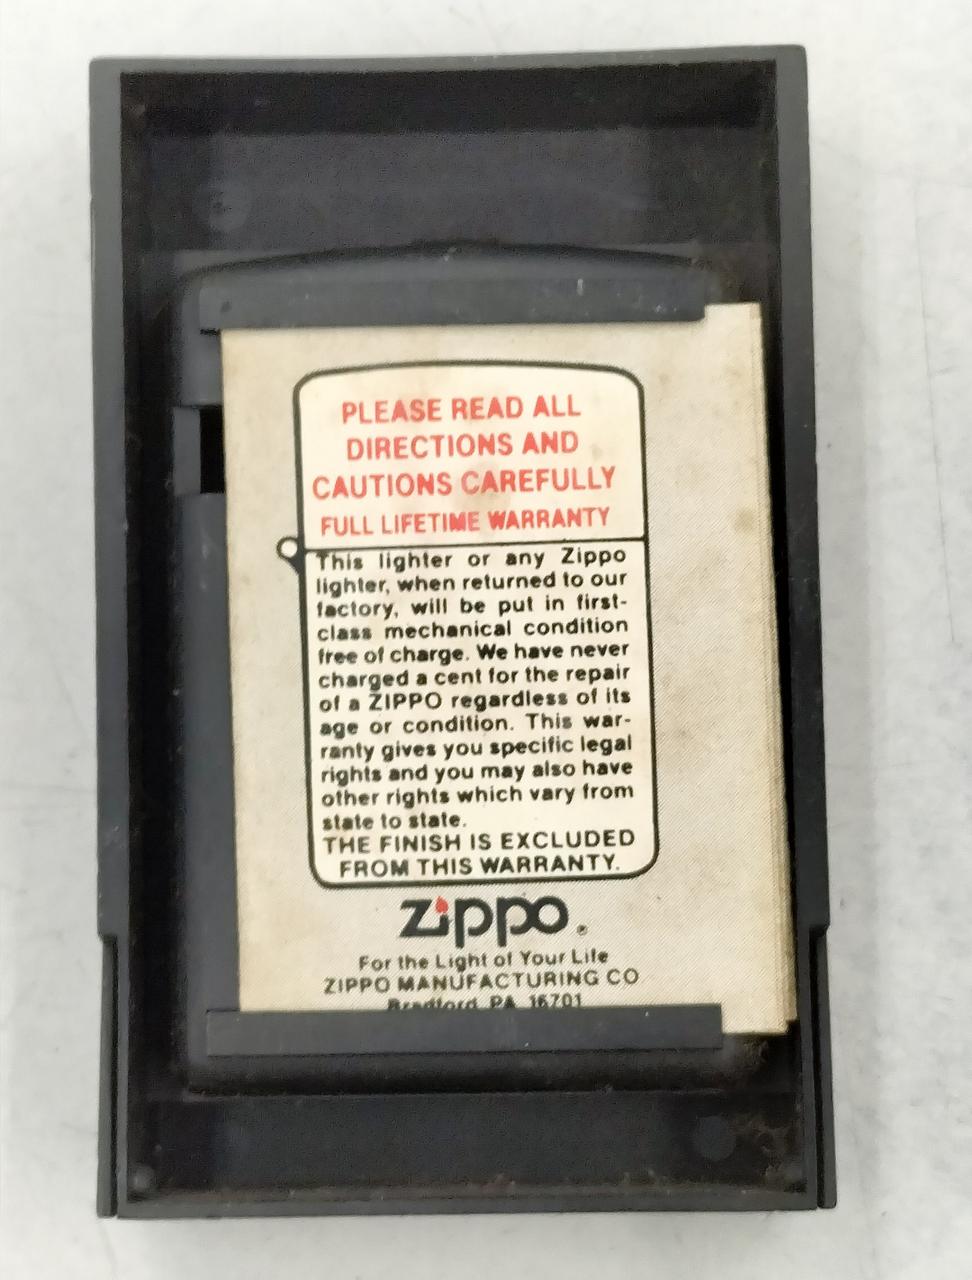 PLEASE READ ALL
DIRECTIONS AND
CAUTIONS CAREFULLY
FULL LIFETIME WARRANTY
This lighter or any Zippo
lighter, when returned to our
factory, will be put in first-
class mechanical condition
free of charge. We have never
charged a cent for the repair
of a ZIPPO regardless of its
age or condition. This war-
ranty gives you specific legal
rights and you may also have
other rights which vary from
state to state.
THE FINISH IS EXCLUDED
FROM THIS WARRANTY.
zippo®
For the Light of Your Life
ZIPPO MANUFACTURING CO
Bradford, PA 16701